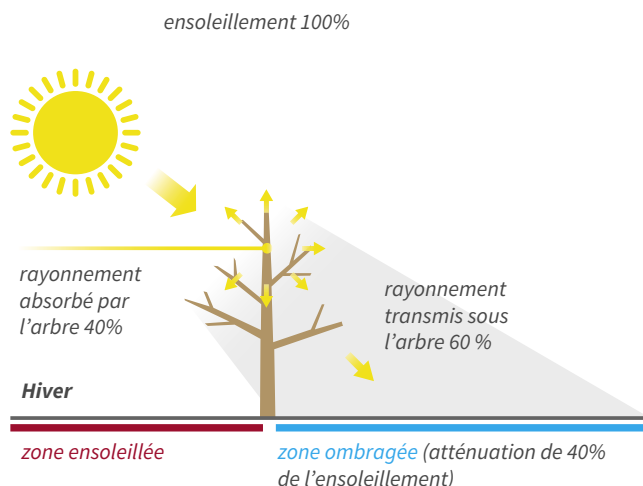 ensoleillement 100%
rayonnement
absorbé par
l’arbre 40%
rayonnement
transmis sous
l’arbre 60 %
Hiver
zone ensoleillée
zone ombragée (atténuation de 40%
de l’ensoleillement)